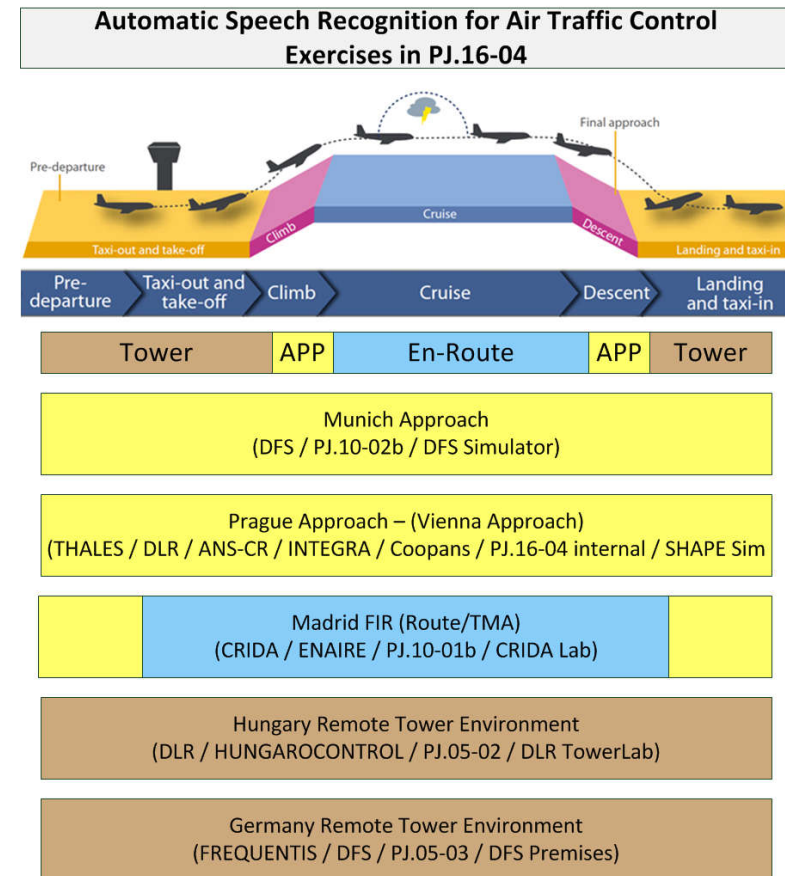 Automatic Speech Recognition for Air Traffic Control
Exercises in PJ.16-04
Final approach
Pre-departure
Cruise
Climb
Descent
Taxi-out and take-off
Landing and taxi-in
Pre-
departure
Taxi-out and
take-off
Climb
Cruise
Descent
Landing
and taxi-in
Tower
APP
En-Route
APP
Tower
Munich Approach
(DFS / PJ.10-02b / DFS Simulator)
Prague Approach – (Vienna Approach)
(THALES / DLR / ANS-CR / INTEGRA / Coopans / PJ.16-04 internal / SHAPE Sim
Madrid FIR (Route/TMA)
(CRIDA / ENAIRE / PJ.10-01b / CRIDA Lab)
Hungary Remote Tower Environment
(DLR / HUNGAROCONTROL / PJ.05-02 / DLR TowerLab)
Germany Remote Tower Environment
(FREQUENTIS / DFS / PJ.05-03 / DFS Premises)